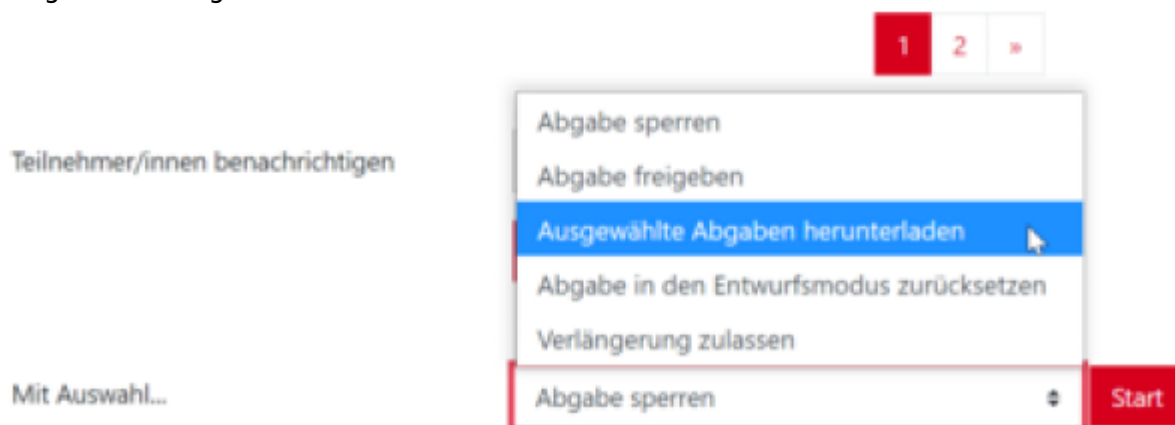 1 2 »
Abgabe sperren
Teilnehmer/innen benachrichtigen
Abgabe freigeben
Ausgewählte Abgaben herunterladen
Abgabe in den Entwurfsmodus zurücksetzen
Verlängerung zulassen
Mit Auswahl... Abgabe sperren Start